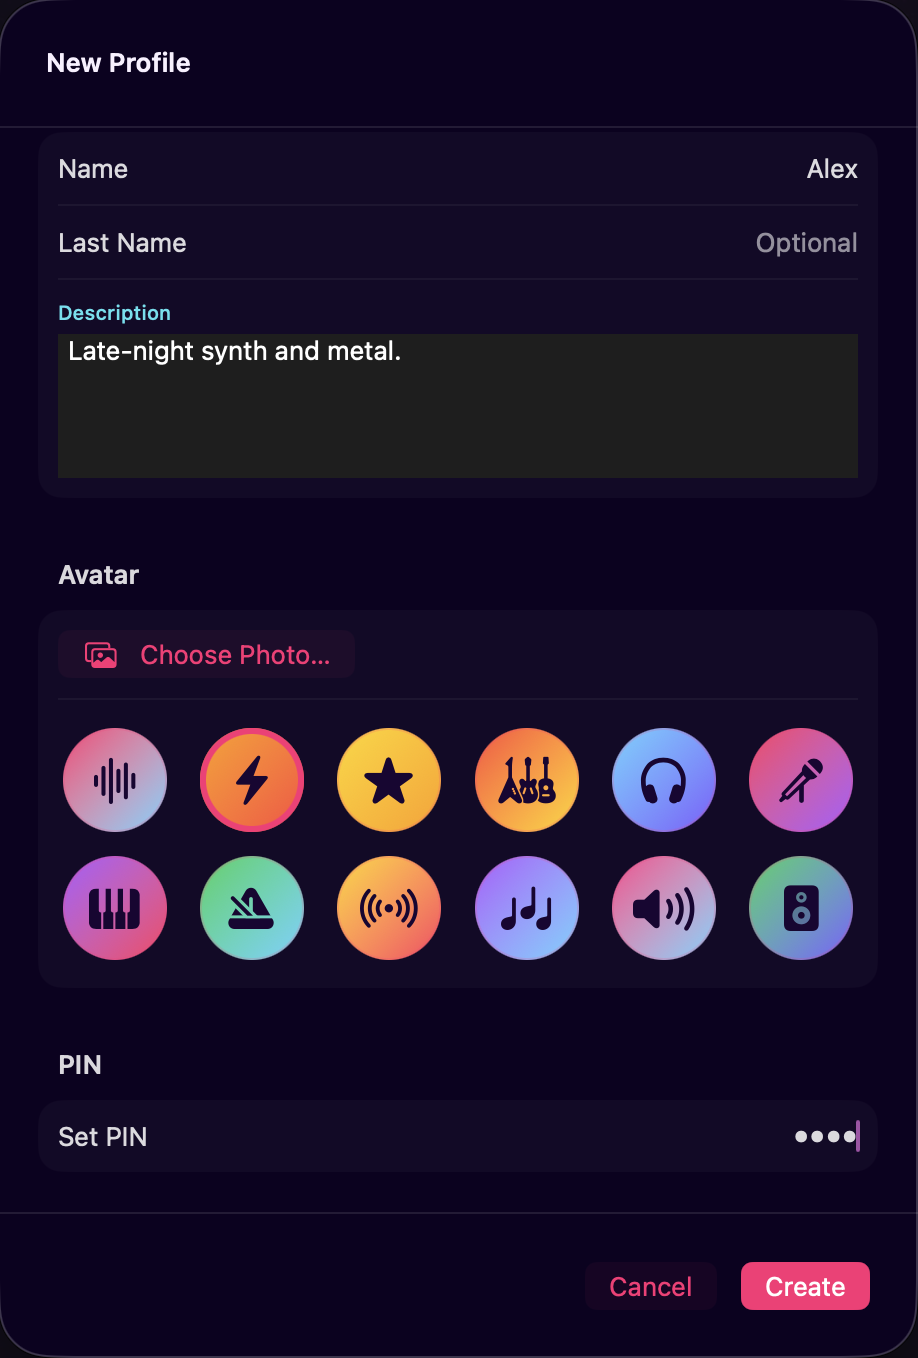 New Profile
Name
Alex
Last Name
Optional
Description
Late-night synth and metal.
Avatar
Choose Photo...
PIN
Set PIN
••••
Cancel
Create